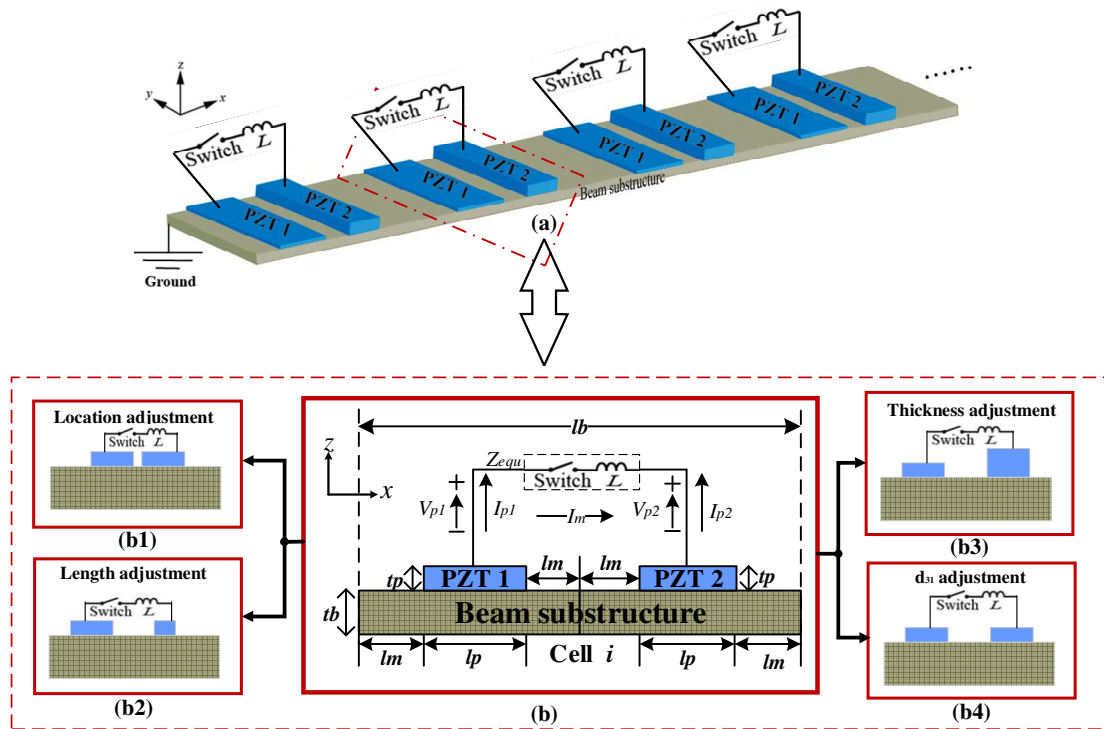 z
y
x
Switch L
Switch L
Switch L
Switch L
PZT 1
PZT 2
PZT 1
PZT 2
PZT 1
PZT 2
PZT 1
PZT 2
......
Beam substructure
(a)
Ground
Location adjustment
Switch L
(b1)
Length adjustment
Switch L
(b2)
lb
z
x
Zequ
Switch L
+
Vp1
−
Ip1
Im
+
Vp2
−
Ip2
tp
PZT 1
lm
lm
PZT 2
tp
tb
Beam substructure
lm
lp
Cell i
lp
lm
(b)
Thickness adjustment
Switch L
(b3)
d31 adjustment
Switch L
(b4)